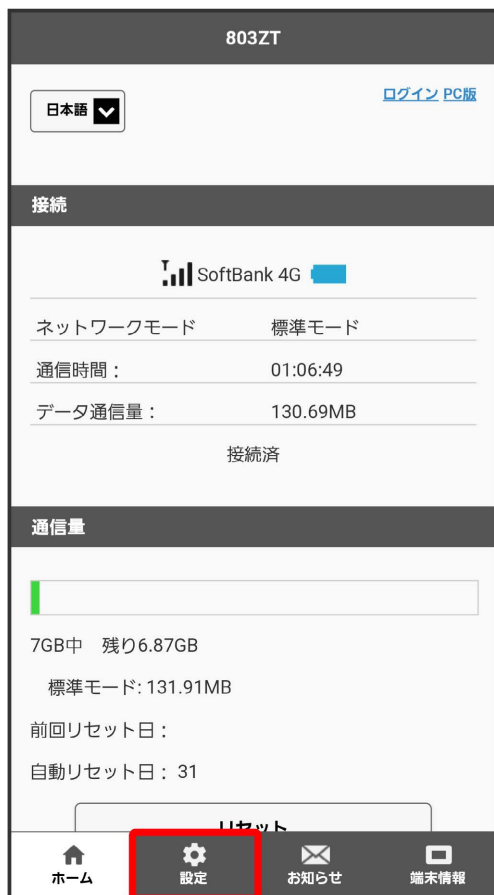 803ZT
日本語
ログイン PC版
接続
SoftBank 4G
ネットワークモード 標準モード
通信時間： 01:06:49
データ通信量： 130.69MB
接続済
通信量
7GB中 残り6.87GB
標準モード: 131.91MB
前回リセット日：
自動リセット日： 31
リセット
ホーム 設定 お知らせ 端末情報